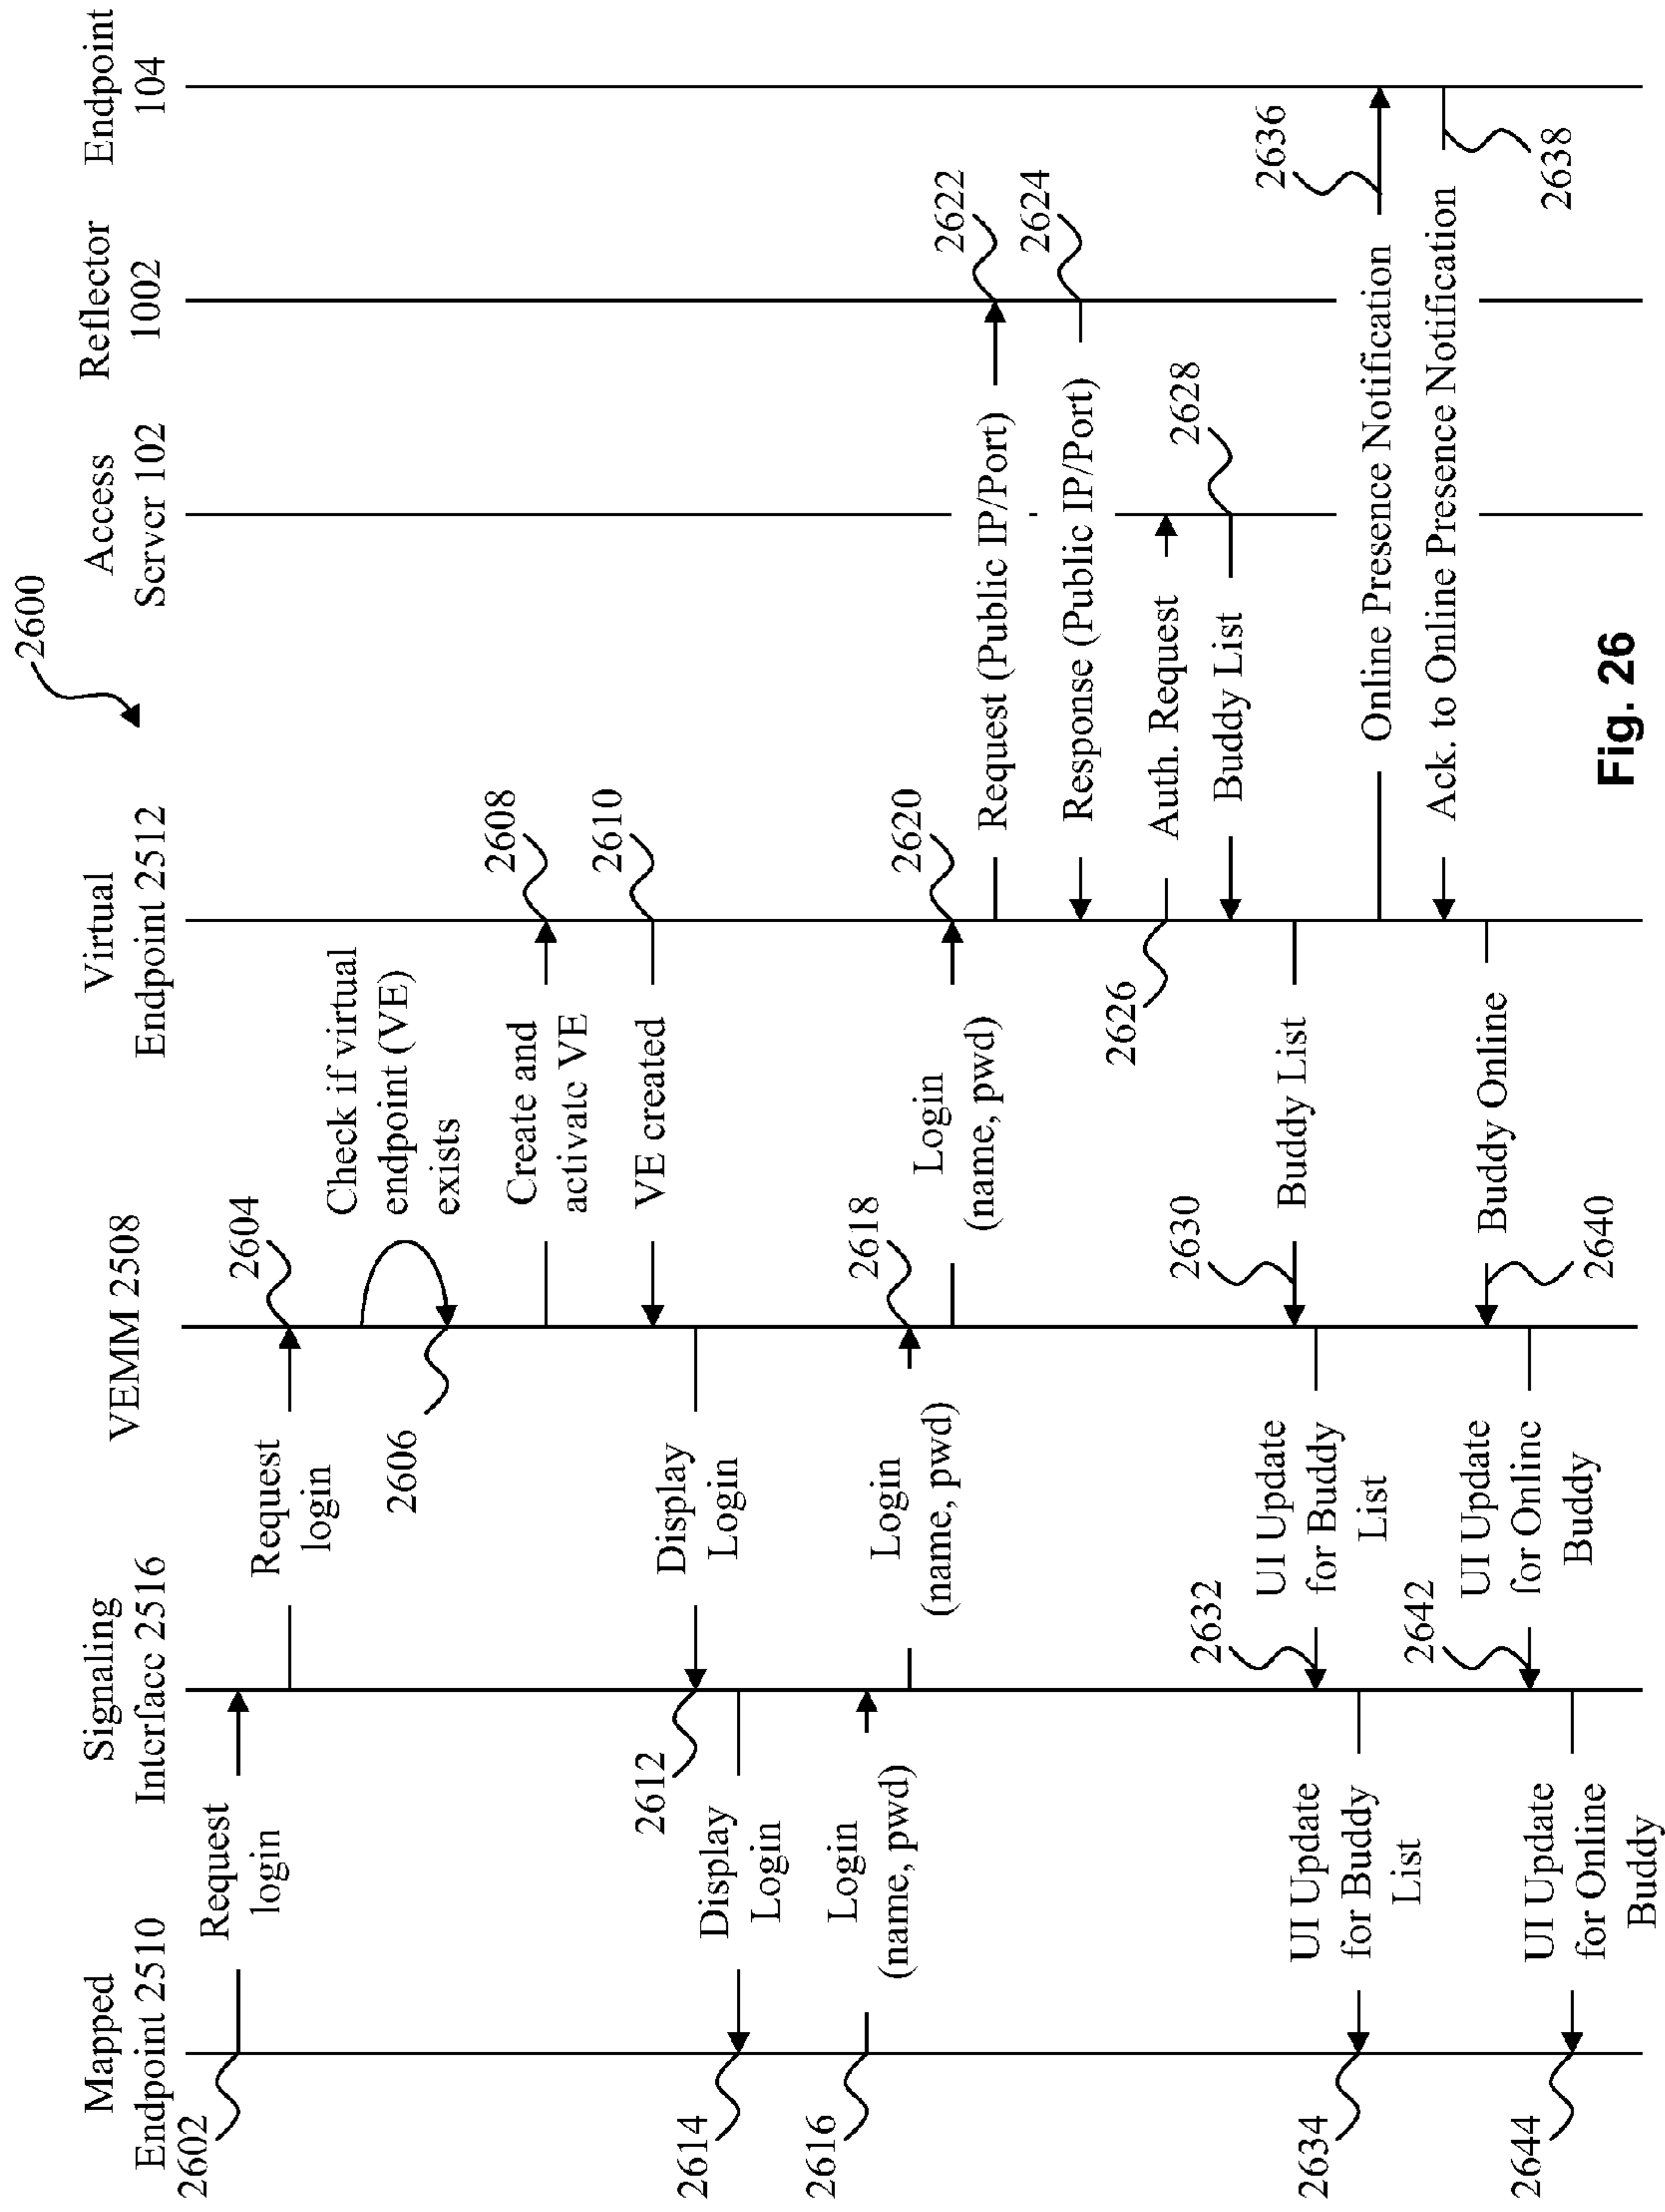 2600
Mapped
Endpoint 2510
Signaling
Interface 2516
VEMM 2508
Virtual
Endpoint 2512
Access
Server 102
Reflector
1002
Endpoint
104
2602
Request
login
Request
login
2604
2606
Check if virtual
endpoint (VE)
exists
Create and
activate VE
2608
VE created
2610
2612
Display
Login
2614
Display
Login
2616
Login
(name, pwd)
Login
(name, pwd)
2618
Login
(name, pwd)
2620
Request (Public IP/Port)
2622
Response (Public IP/Port)
2624
2626
Auth. Request
Buddy List
2628
2630
Buddy List
2632
UI Update
for Buddy
List
2634
UI Update
for Buddy
List
Online Presence Notification
2636
Ack. to Online Presence Notification
2638
Buddy Online
2640
2642
UI Update
for Online
Buddy
2644
UI Update
for Online
Buddy
Fig. 26